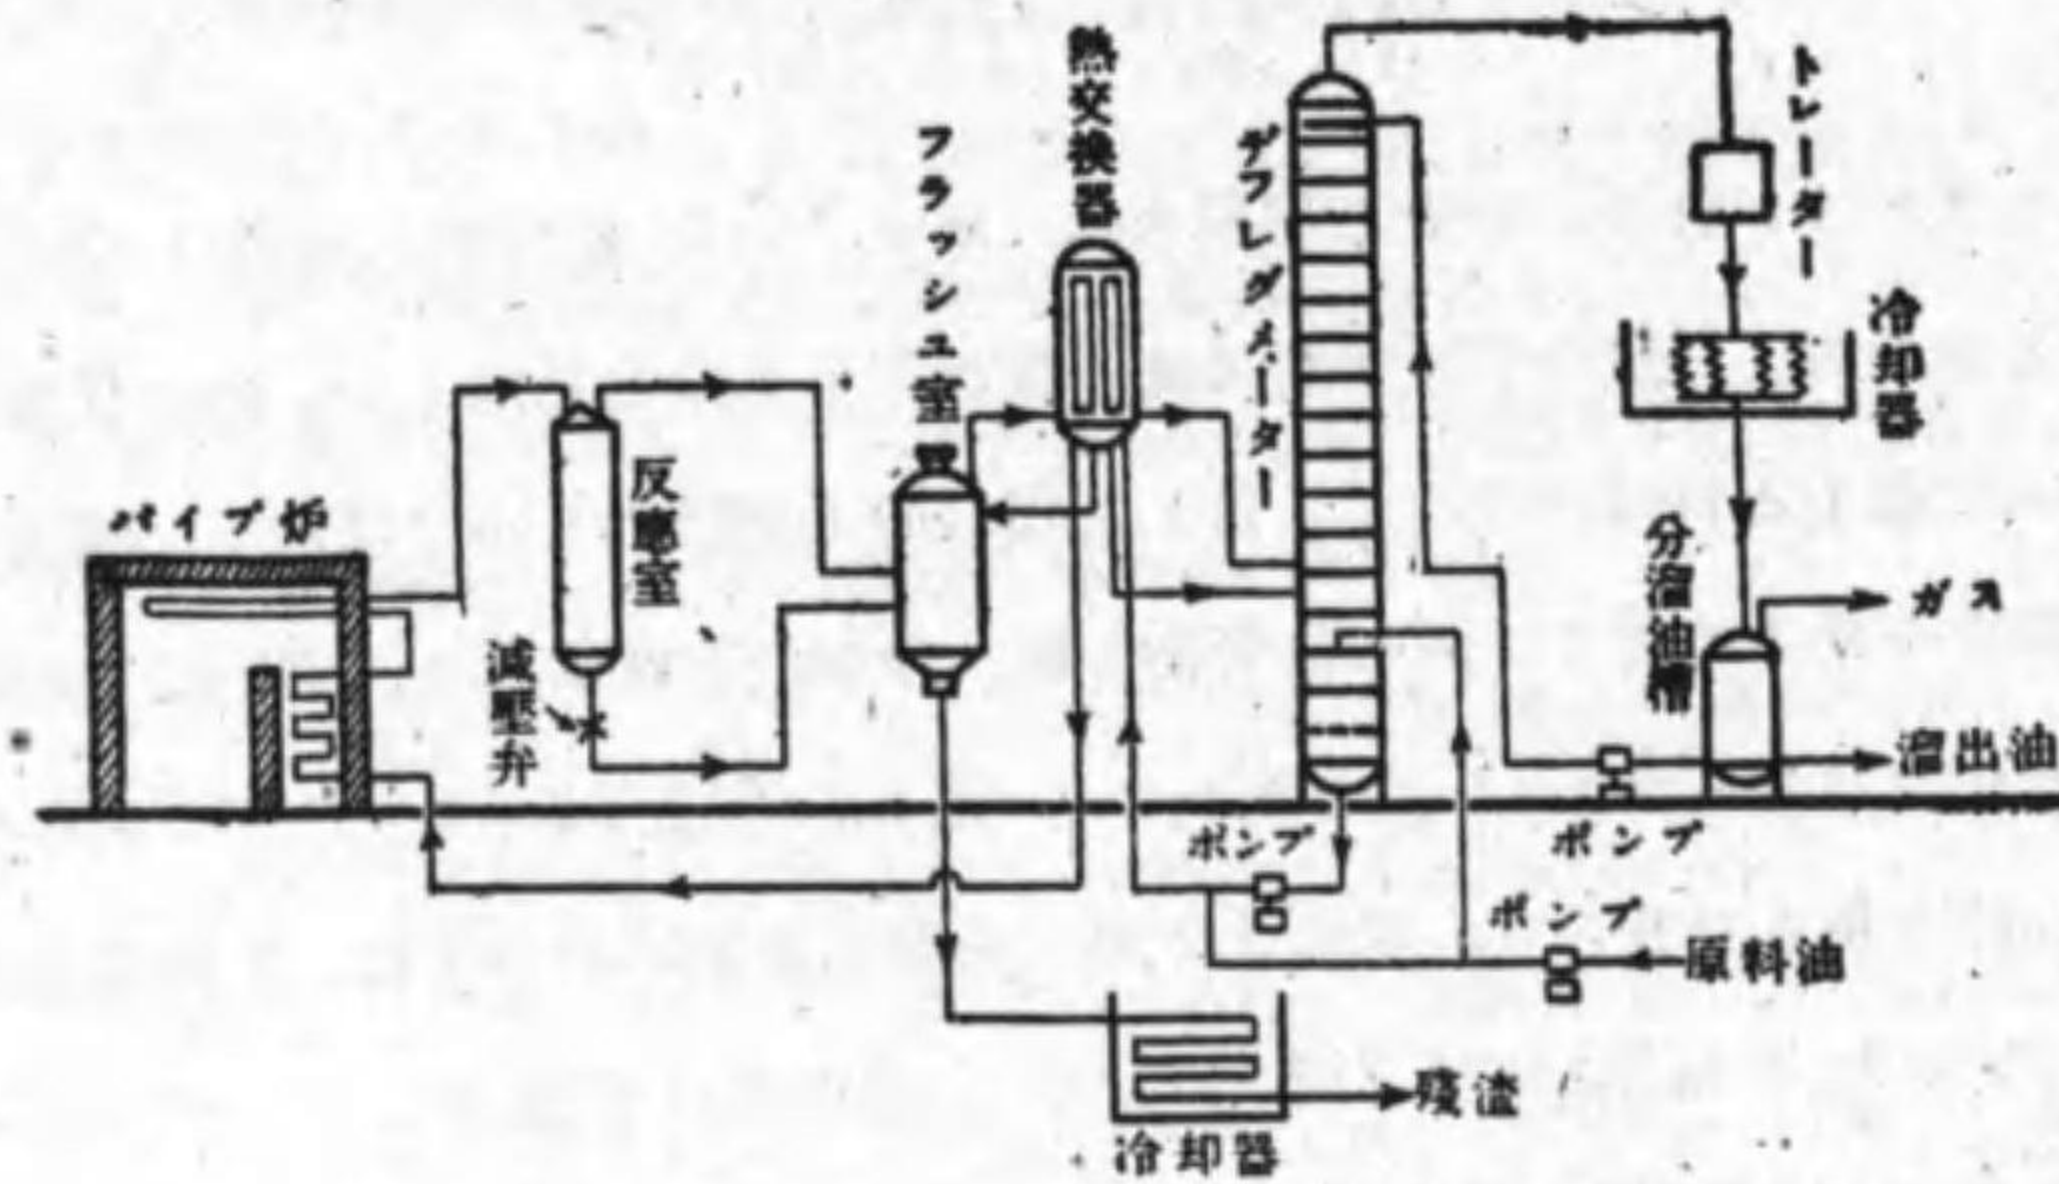 パイプ炉
反應室
減壓弁
フラッシュ室
熱交換器
デフレグメーター
トレーター
冷却器
分溜油槽
ガス
溜出油
ポンプ
ポンプ
ポンプ
原料油
残渣
冷却器